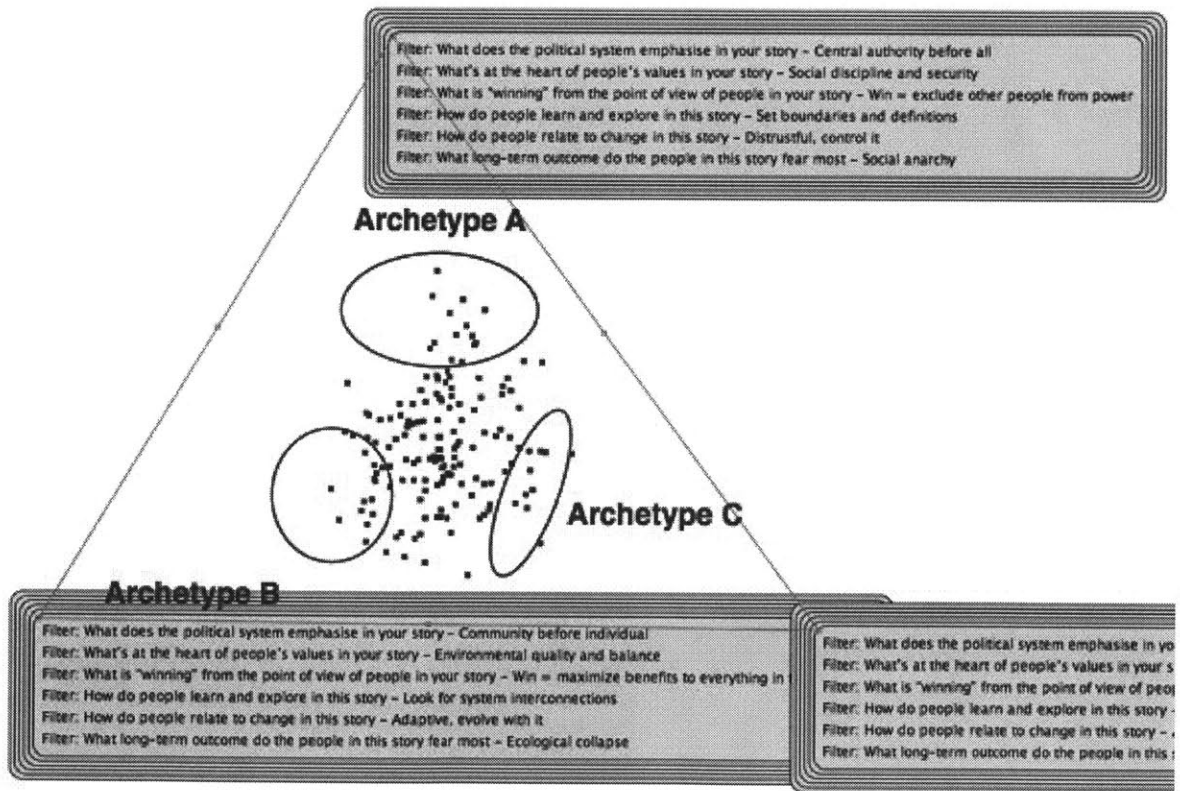 Filter: What does the political system emphasise in your story – Central authority before all
Filter: What's at the heart of people's values in your story – Social discipline and security
Filter: What is "winning" from the point of view of people in your story – Win = exclude other people from power
Filter: How do people learn and explore in this story – Set boundaries and definitions
Filter: How do people relate to change in this story – Distrustful, control it
Filter: What long-term outcome do the people in this story fear most – Social anarchy
Archetype A
Archetype C
Archetype B
Filter: What does the political system emphasise in your story – Community before individual
Filter: What's at the heart of people's values in your story – Environmental quality and balance
Filter: What is "winning" from the point of view of people in your story – Win = maximize benefits to everything in
Filter: How do people learn and explore in this story – Look for system interconnections
Filter: How do people relate to change in this story – Adaptive, evolve with it
Filter: What long-term outcome do the people in this story fear most – Ecological collapse
Filter: What does the political system emphasise in yo
Filter: What's at the heart of people's values in your s
Filter: What is "winning" from the point of view of peop
Filter: How do people learn and explore in this story –
Filter: How do people relate to change in this story –
Filter: What long-term outcome do the people in this